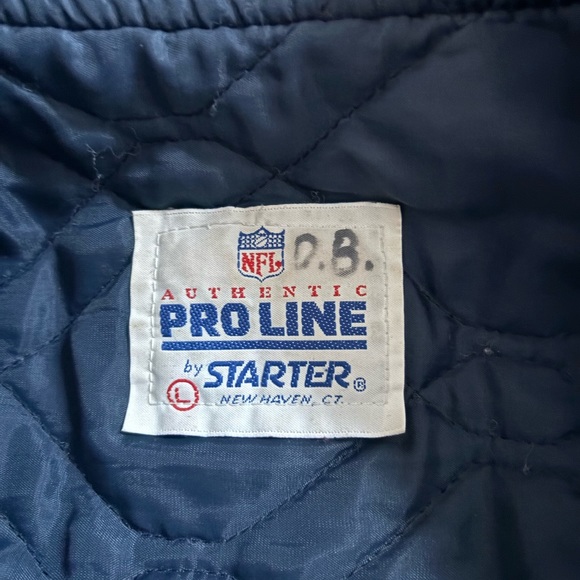 NFL D.B.
AUTHENTIC
PRO LINE
by STARTER®
L NEW HAVEN, CT.